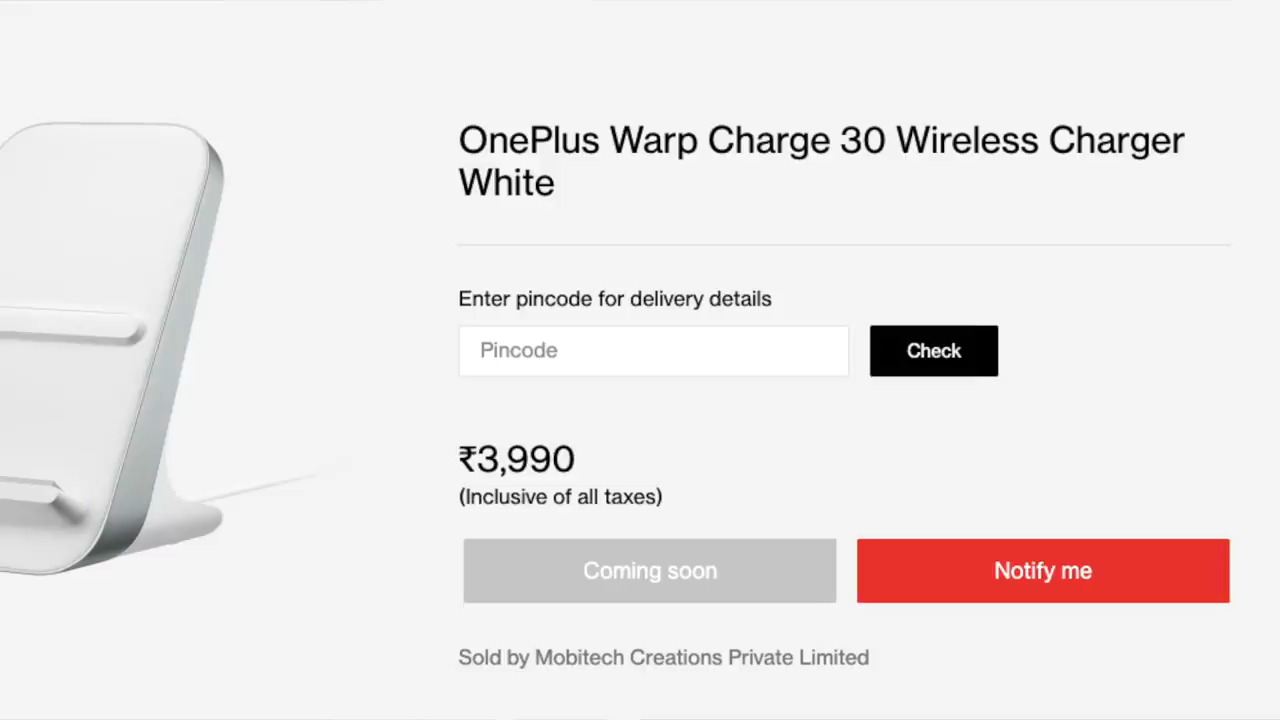 OnePlus Warp Charge 30 Wireless Charger
White
Enter pincode for delivery details
Pincode
Check
₹3,990
(Inclusive of all taxes)
Coming soon
Notify me
Sold by Mobitech Creations Private Limited